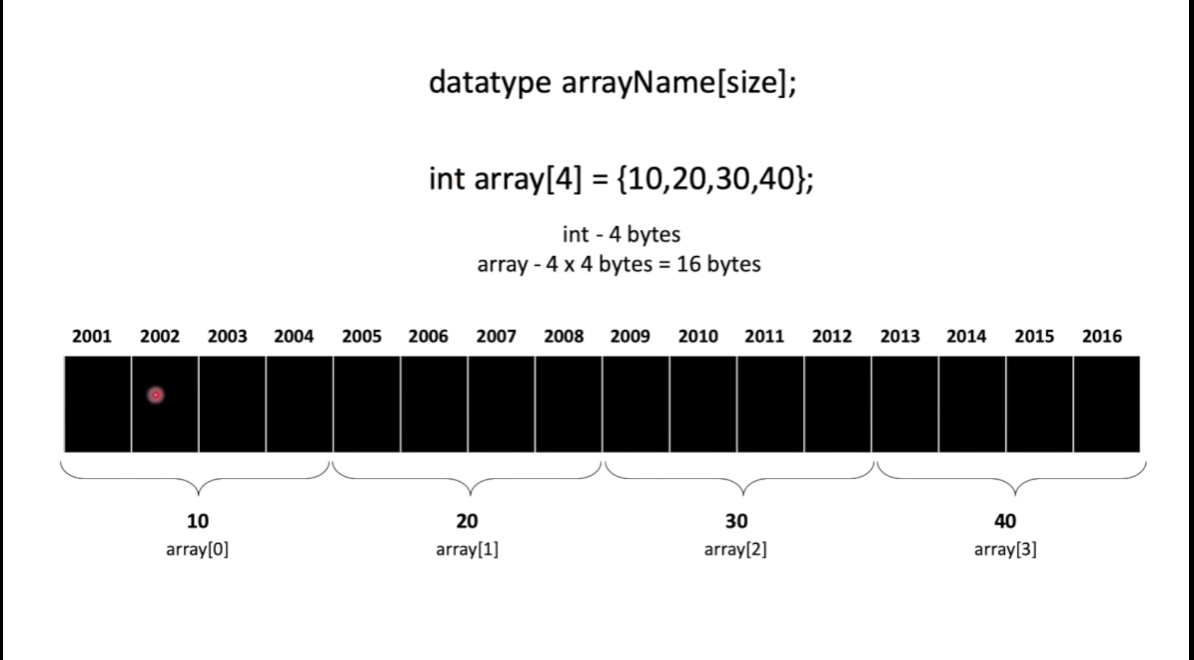 datatype arrayName[size];
int array[4] = {10,20,30,40};
int - 4 bytes
array - 4 x 4 bytes = 16 bytes
2001 2002 2003 2004 2005 2006 2007 2008 2009 2010 2011 2012 2013 2014 2015 2016
10 20 30 40
array[0] array[1] array[2] array[3]